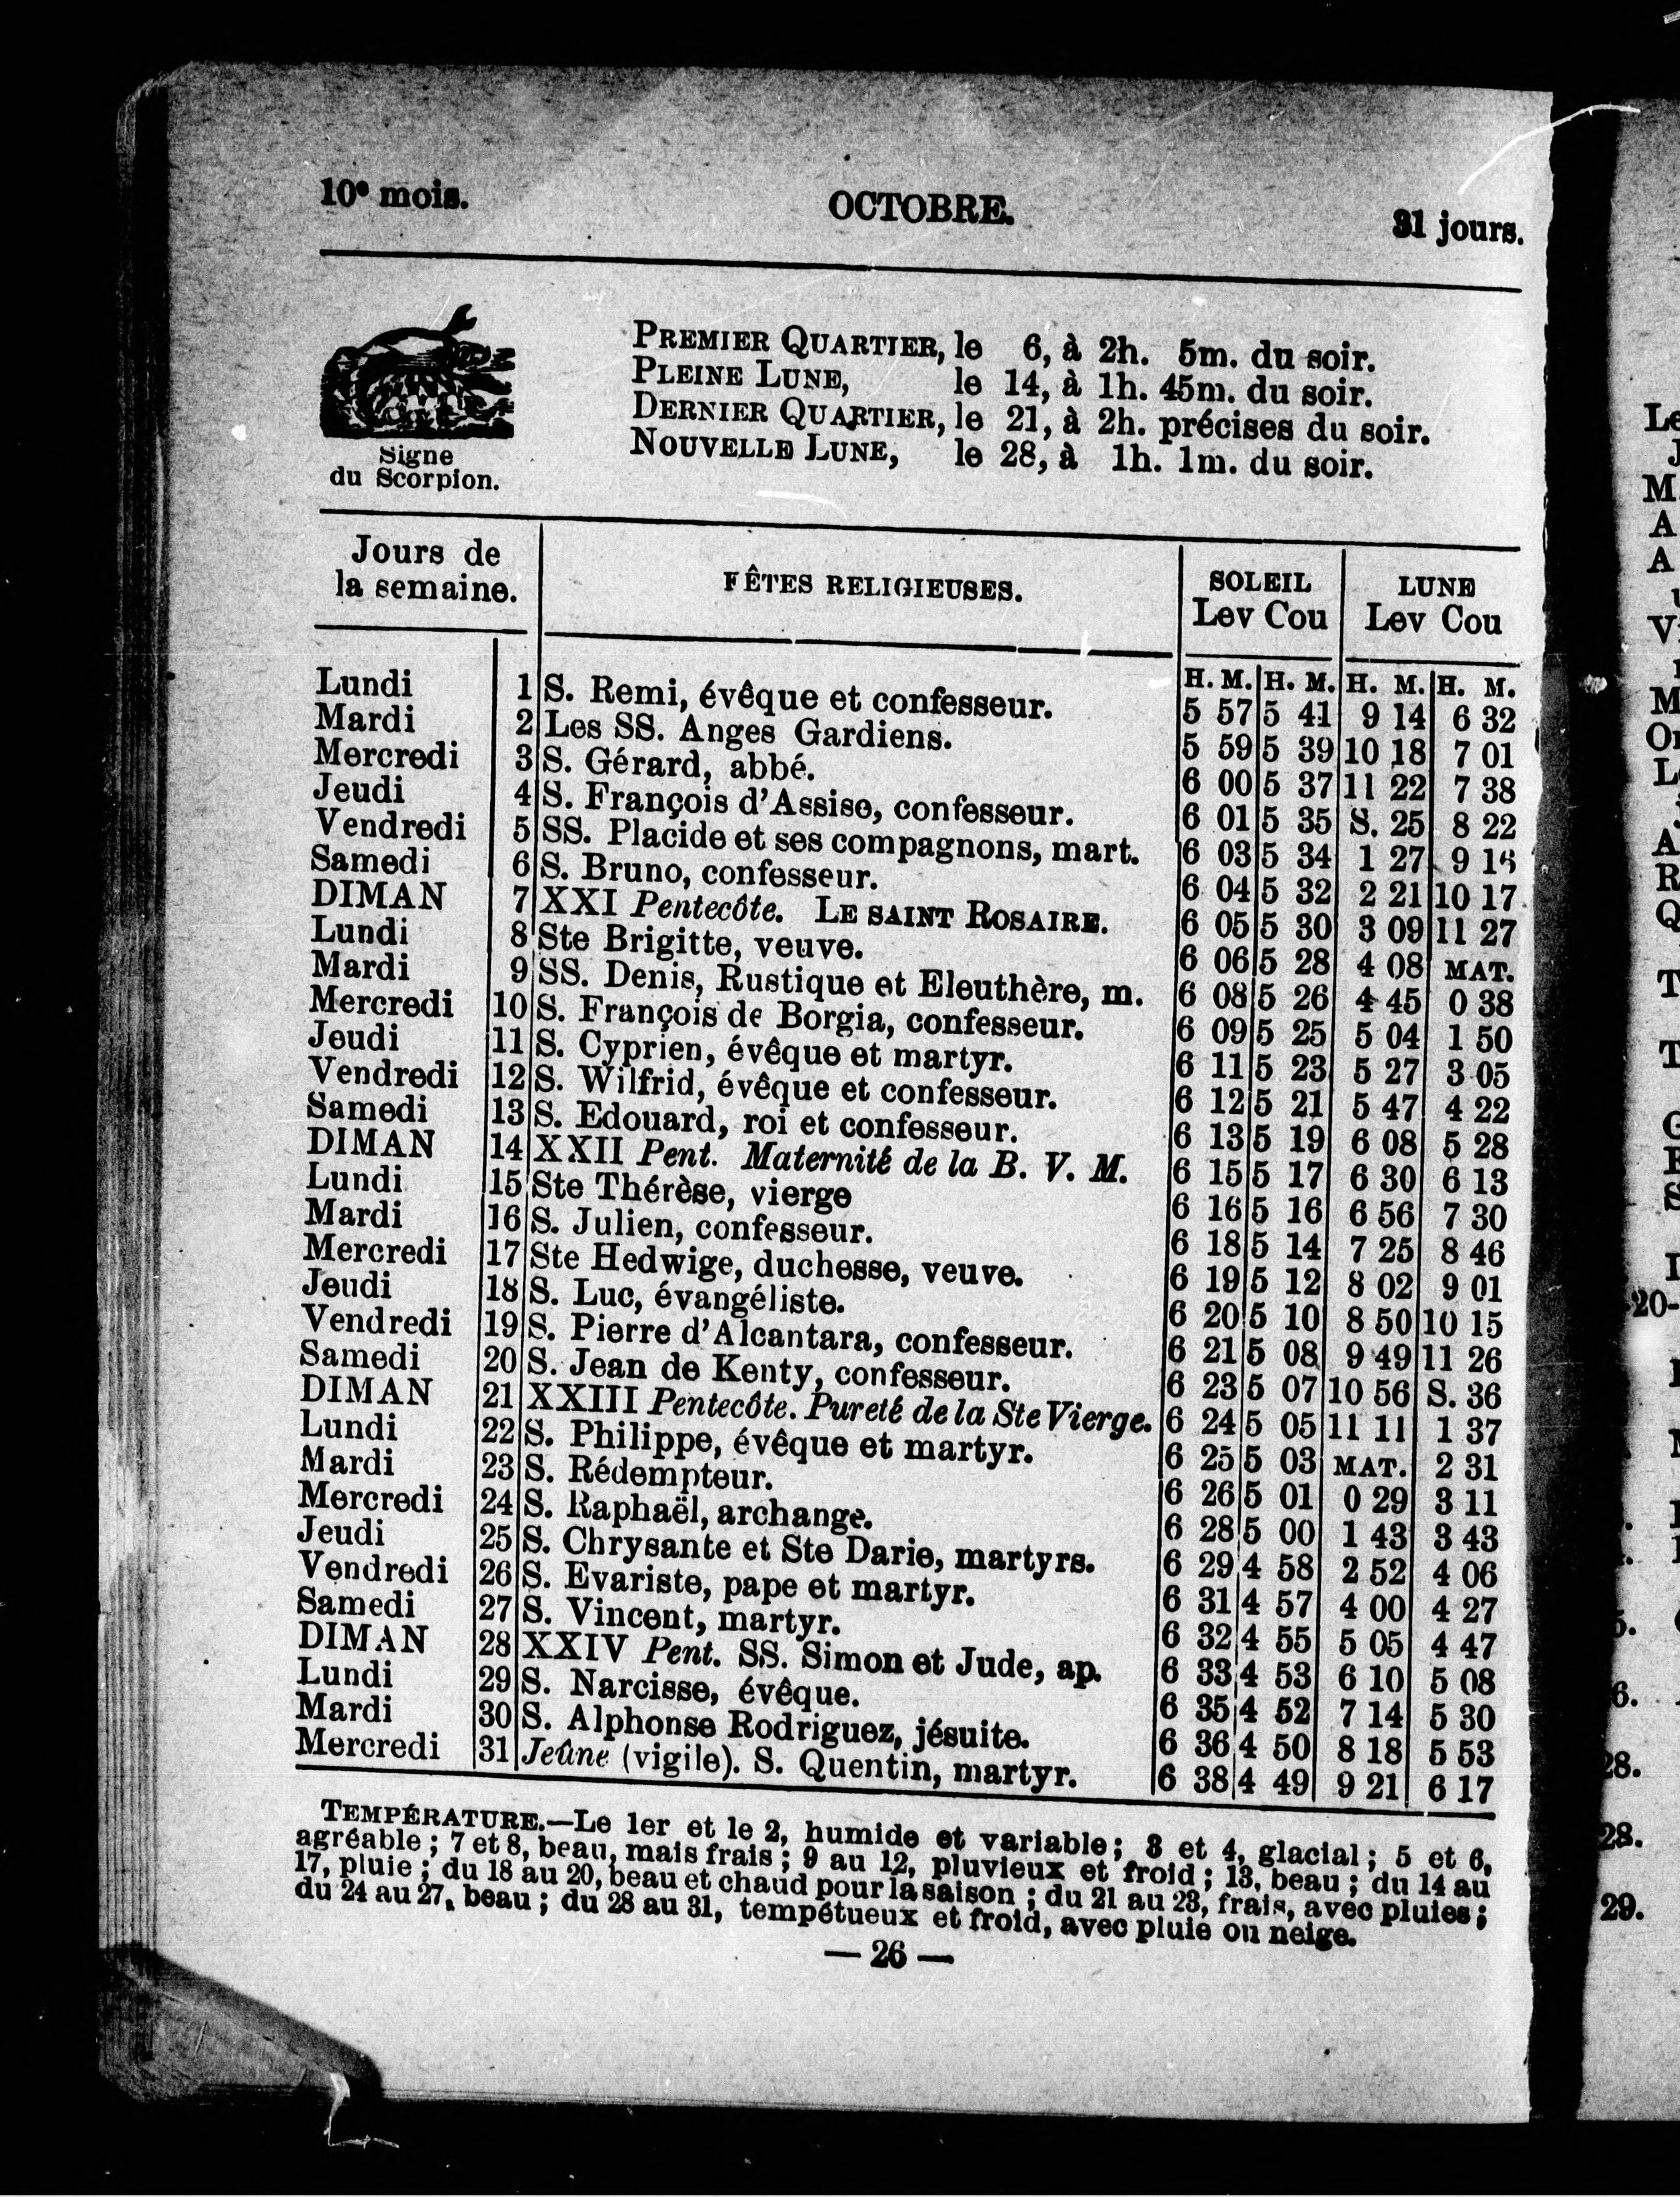 10e mois. OCTOBRE. 31 jours.
PREMIER QUARTIER, le 6, à 2h. 5m. du soir.
PLEINE LUNE, le 14, à 1h. 45m. du soir.
DERNIER QUARTIER, le 21, à 2h. précises du soir.
NOUVELLE LUNE, le 28, à 1h. 1m. du soir.
Signe
du Scorpion.
Jours de
la semaine. FÊTES RELIGIEUSES. SOLEIL LUNE
Lev Cou Lev Cou
H. M. H. M. H. M. H. M.
Lundi 1 S. Remi, évêque et confesseur. 5 57 5 41 9 14 6 32
Mardi 2 Les SS. Anges Gardiens. 5 59 5 39 10 18 7 01
Mercredi 3 S. Gérard, abbé. 6 00 5 37 11 22 7 38
Jeudi 4 S. François d'Assise, confesseur. 6 01 5 35 S. 25 8 22
Vendredi 5 SS. Placide et ses compagnons, mart. 6 03 5 34 1 27 9 16
Samedi 6 S. Bruno, confesseur. 6 04 5 32 2 21 10 17
DIMAN 7 XXI Pentecôte. LE SAINT ROSAIRE. 6 05 5 30 3 09 11 27
Lundi 8 Ste Brigitte, veuve. 6 06 5 28 4 08 MAT.
Mardi 9 SS. Denis, Rustique et Eleuthère, m. 6 08 5 26 4 45 0 38
Mercredi 10 S. François de Borgia, confesseur. 6 09 5 25 5 04 1 50
Jeudi 11 S. Cyprien, évêque et martyr. 6 11 5 23 5 27 3 05
Vendredi 12 S. Wilfrid, évêque et confesseur. 6 12 5 21 5 47 4 22
Samedi 13 S. Edouard, roi et confesseur. 6 13 5 19 6 08 5 28
DIMAN 14 XXII Pent. Maternité de la B. V. M. 6 15 5 17 6 30 6 13
Lundi 15 Ste Thérèse, vierge 6 16 5 16 6 56 7 30
Mardi 16 S. Julien, confesseur. 6 18 5 14 7 25 8 46
Mercredi 17 Ste Hedwige, duchesse, veuve. 6 19 5 12 8 02 9 01
Jeudi 18 S. Luc, évangéliste. 6 20 5 10 8 50 10 15
Vendredi 19 S. Pierre d'Alcantara, confesseur. 6 21 5 08 9 49 11 26
Samedi 20 S. Jean de Kenty, confesseur. 6 23 5 07 10 56 S. 36
DIMAN 21 XXIII Pentecôte. Pureté de la Ste Vierge. 6 24 5 05 11 11 1 37
Lundi 22 S. Philippe, évêque et martyr. 6 25 5 03 MAT. 2 31
Mardi 23 S. Rédempteur. 6 26 5 01 0 29 3 11
Mercredi 24 S. Raphaël, archange. 6 28 5 00 1 43 3 43
Jeudi 25 S. Chrysante et Ste Darie, martyrs. 6 29 4 58 2 52 4 06
Vendredi 26 S. Evariste, pape et martyr. 6 31 4 57 4 00 4 27
Samedi 27 S. Vincent, martyr. 6 32 4 55 5 05 4 47
DIMAN 28 XXIV Pent. SS. Simon et Jude, ap. 6 33 4 53 6 10 5 08
Lundi 29 S. Narcisse, évêque. 6 35 4 52 7 14 5 30
Mardi 30 S. Alphonse Rodriguez, jésuite. 6 36 4 50 8 18 5 53
Mercredi 31 Jeûne (vigile). S. Quentin, martyr. 6 38 4 49 9 21 6 17
TEMPÉRATURE.—Le 1er et le 2, humide et variable; 3 et 4, glacial; 5 et 6,
agréable; 7 et 8, beau, mais frais; 9 au 12, pluvieux et froid; 13, beau; du 14 au
17, pluie; du 18 au 20, beau et chaud pour la saison; du 21 au 23, frais, avec pluies;
du 24 au 27, beau; du 28 au 31, tempétueux et froid, avec pluie ou neige.
— 26 —